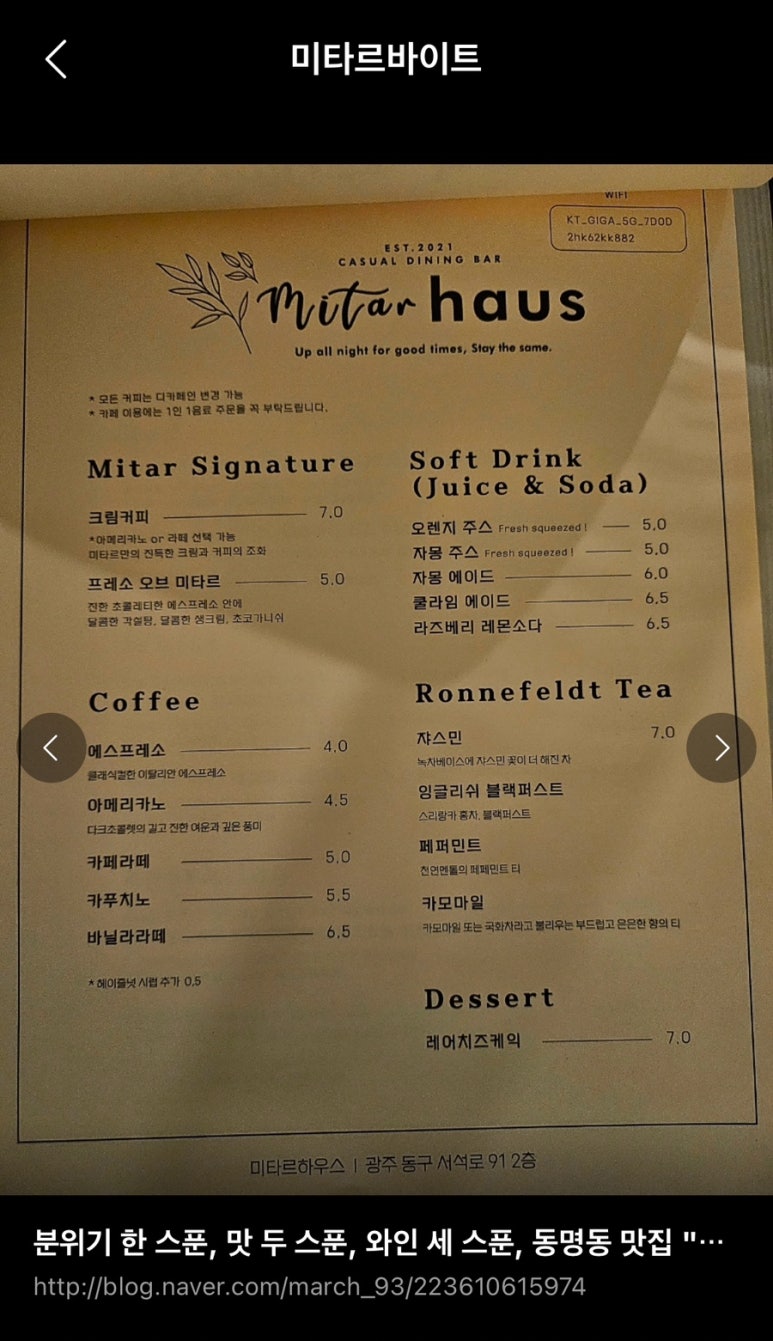 미타르바이트
WIFI
KT_GIGA_5G_7D0D
2hk62kk882
EST.2021
CASUAL DINING BAR
Mitar haus
Up all night for good times, Stay the same.
* 모든 커피는 디카페인 변경 가능
* 카페 이용에는 1인 1음료 주문을 꼭 부탁드립니다.
Mitar Signature
크림커피 7.0
*아메리카노 or 라떼 선택 가능
미타르만의 진득한 크림과 커피의 조화
프레소 오브 미타르 5.0
진한 초콜레티한 에스프레소 안에
달콤한 각설탕, 달콤한 생크림, 초코가니쉬
Coffee
에스프레소 4.0
클래식컬한 이탈리안 에스프레소
아메리카노 4.5
다크초콜렛의 길고 진한 여운과 깊은 풍미
카페라떼 5.0
카푸치노 5.5
바닐라라떼 6.5
* 헤이즐넛 시럽 추가 0.5
Soft Drink
(Juice & Soda)
오렌지 주스 Fresh squeezed! 5.0
자몽 주스 Fresh squeezed! 5.0
자몽 에이드 6.0
쿨라임 에이드 6.5
라즈베리 레몬소다 6.5
Ronnefeldt Tea
쟈스민 7.0
녹차베이스에 쟈스민 꽃이 더 해진 차
잉글리쉬 블랙퍼스트
스리랑카 홍차, 블랙퍼스트
페퍼민트
천연멘톨의 페퍼민트 티
카모마일
카모마일 또는 국화차라고 불리우는 부드럽고 은은한 향의 티
Dessert
레어치즈케익 7.0
미타르하우스 | 광주 동구 서석로 91 2층
분위기 한 스푼, 맛 두 스푼, 와인 세 스푼, 동명동 맛집 "...
http://blog.naver.com/march_93/223610615974